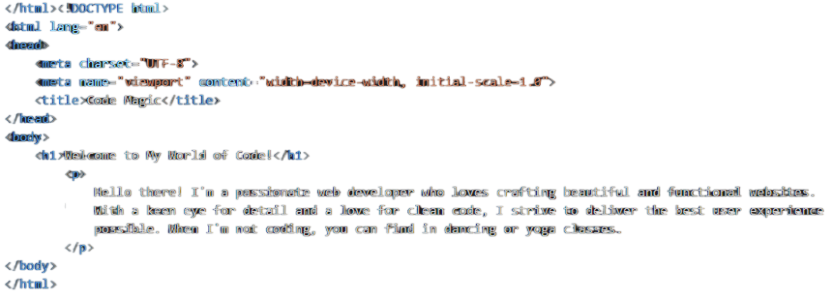 </html><!DOCTYPE html>
<html lang="en">
<head>
<meta charset="UTF-8">
<meta name="viewport" content="width=device-width, initial-scale=1.0">
<title>Code Magic</title>
</head>
<body>
<h1>Welcome to My World of Code!</h1>
<p>
Hello there! I'm a passionate web developer who loves crafting beautiful and functional websites.
With a keen eye for detail and a love for clean code, I strive to deliver the best user experience
possible. When I'm not coding, you can find in dancing or yoga classes.
</p>
</body>
</html>